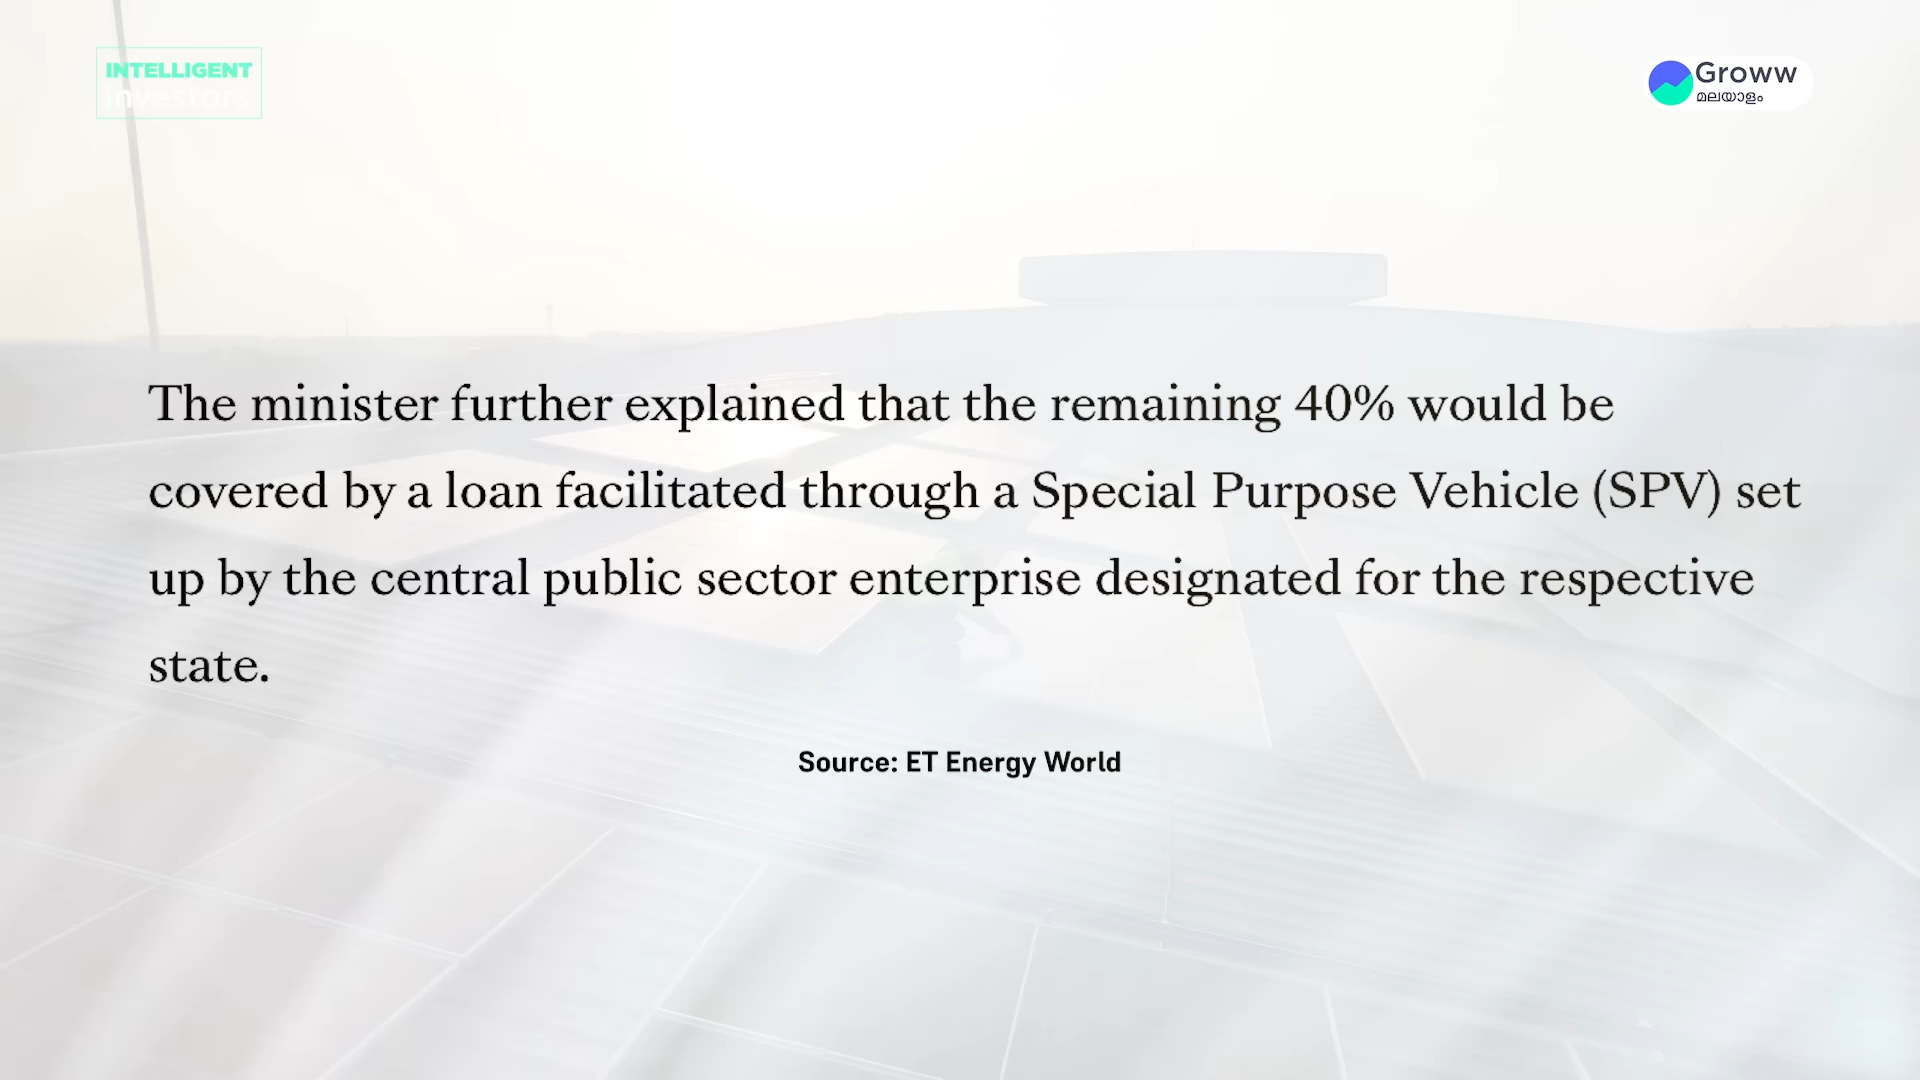 INTELLIGENT
investors
Groww
മലയാളം
The minister further explained that the remaining 40% would be
covered by a loan facilitated through a Special Purpose Vehicle (SPV) set
up by the central public sector enterprise designated for the respective
state.
Source: ET Energy World